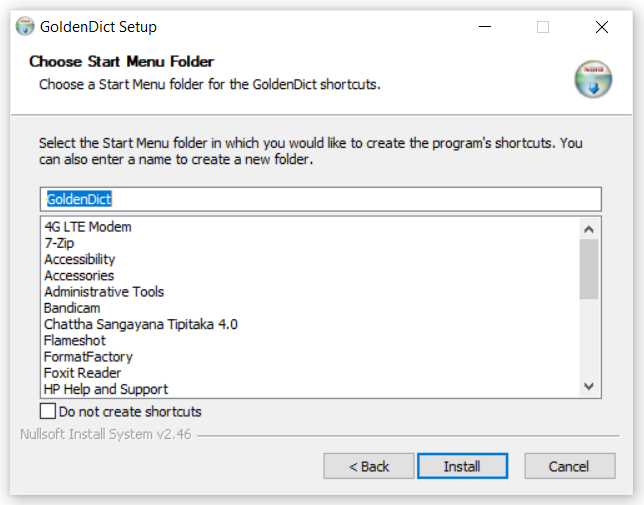 GoldenDict Setup
Choose Start Menu Folder
Choose a Start Menu folder for the GoldenDict shortcuts.
Select the Start Menu folder in which you would like to create the program's shortcuts. You
can also enter a name to create a new folder.
GoldenDict
4G LTE Modem
7-Zip
Accessibility
Accessories
Administrative Tools
Bandicam
Chattha Sangayana Tipitaka 4.0
Flameshot
FormatFactory
Foxit Reader
HP Help and Support
Do not create shortcuts
Nullsoft Install System v2.46
< Back
Install
Cancel